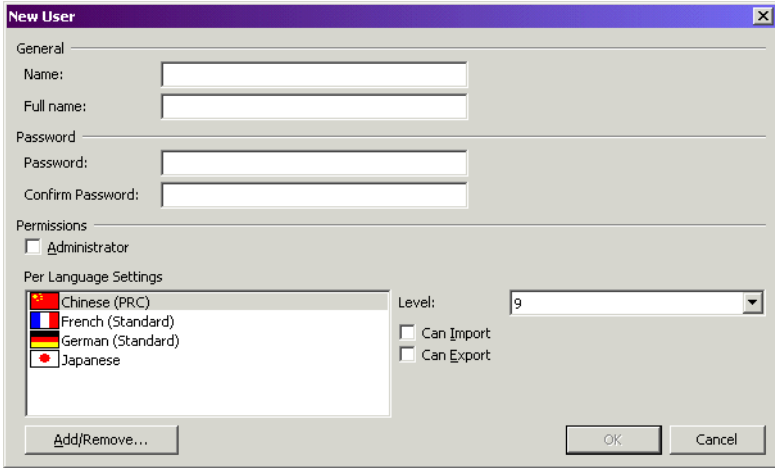 New User
General
Name:
Full name:
Password
Password:
Confirm Password:
Permissions
Administrator
Per Language Settings
Chinese (PRC)
French (Standard)
German (Standard)
Japanese
Level:
9
Can Import
Can Export
Add/Remove...
OK
Cancel